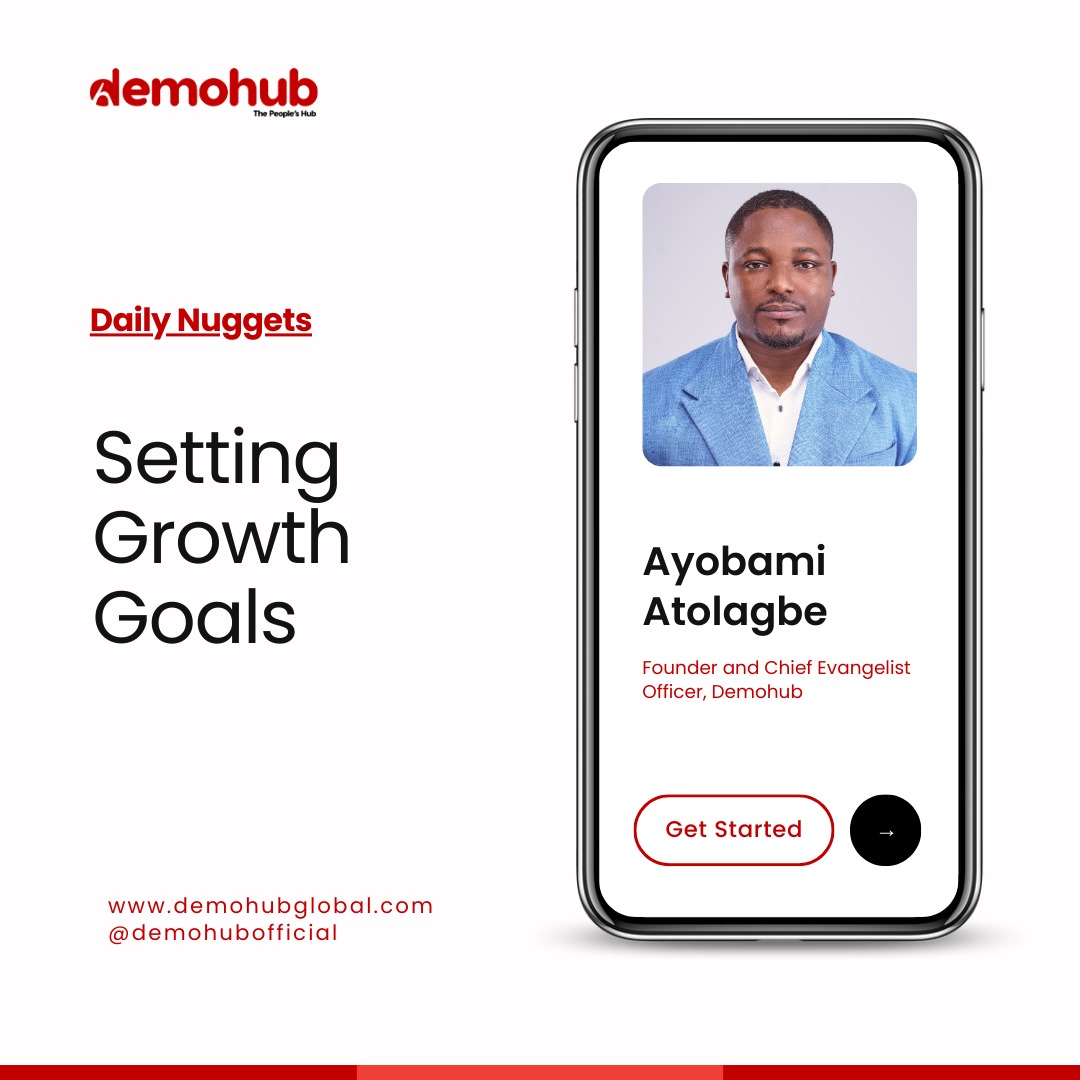 demohub
The People's Hub
Daily Nuggets
Setting
Growth
Goals
www.demohubglobal.com
@demohubofficial
Ayobami
Atolagbe
Founder and Chief Evangelist
Officer, Demohub
Get Started
→